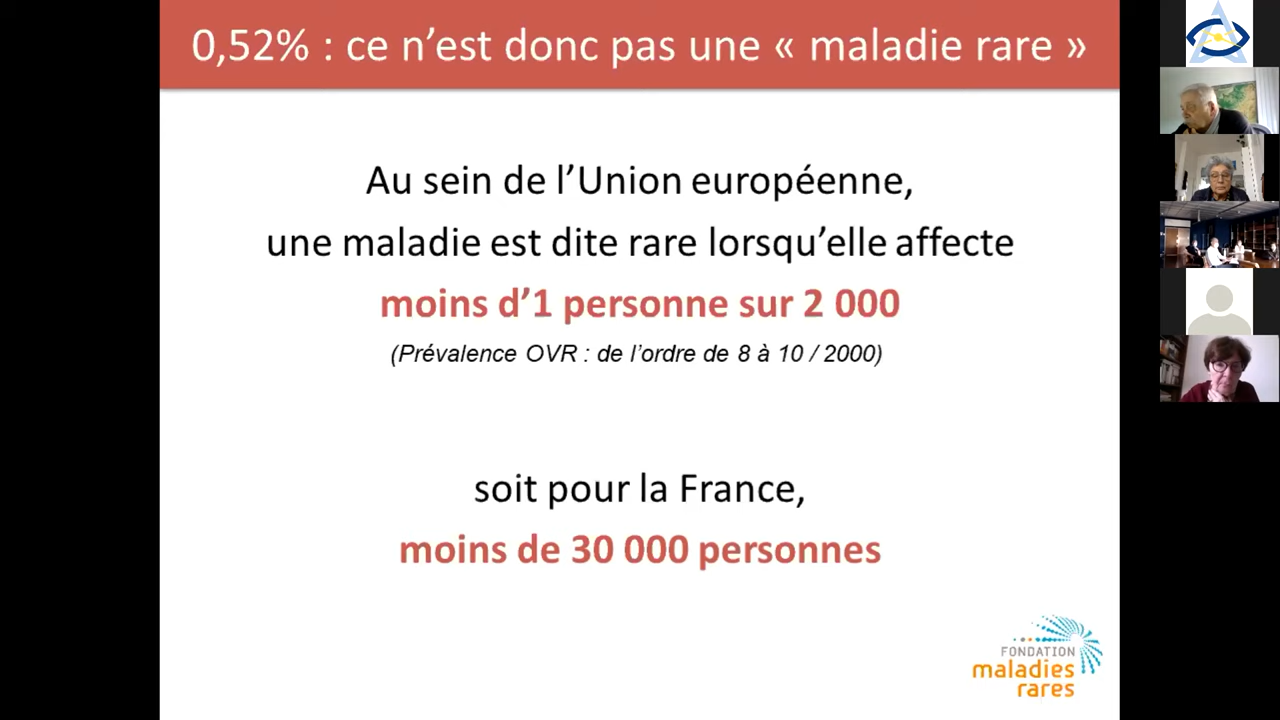 0,52% : ce n’est donc pas une « maladie rare »
Au sein de l’Union européenne,
une maladie est dite rare lorsqu’elle affecte
moins d’1 personne sur 2 000
(Prévalence OVR : de l’ordre de 8 à 10 / 2000)
soit pour la France,
moins de 30 000 personnes
FONDATION
maladies
rares